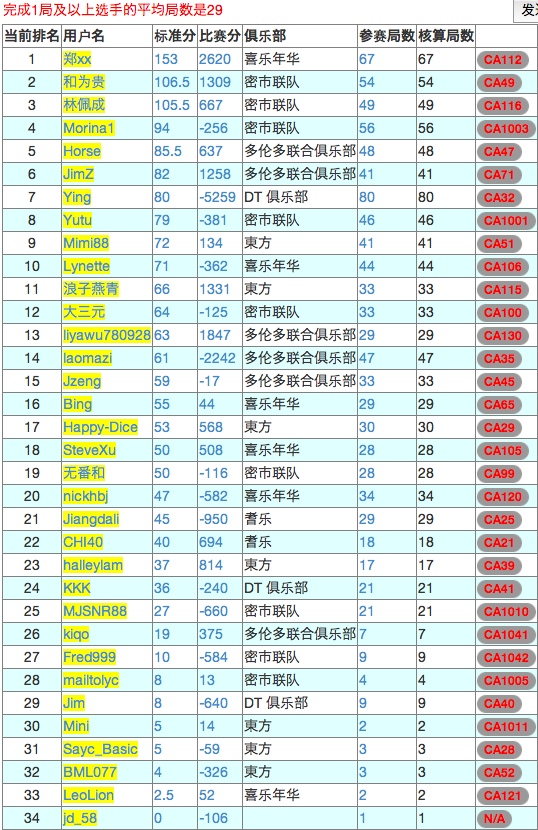 完成1局及以上选手的平均局数是29
当前排名 用户名 标准分 比赛分 俱乐部 参赛局数 核算局数
1 郑xx 153 2620 喜乐年华 67 67 CA112
2 和为贵 106.5 1309 密市联队 54 54 CA49
3 林佩成 105.5 667 密市联队 49 49 CA116
4 Morina1 94 -256 密市联队 56 56 CA1003
5 Horse 85.5 637 多伦多联合俱乐部 48 48 CA47
6 JimZ 82 1258 多伦多联合俱乐部 41 41 CA71
7 Ying 80 -5259 DT 俱乐部 80 80 CA32
8 Yutu 79 -381 密市联队 46 46 CA1001
9 Mimi88 72 134 東方 41 41 CA51
10 Lynette 71 -362 喜乐年华 44 44 CA106
11 浪子燕青 66 1331 東方 33 33 CA115
12 大三元 64 -125 密市联队 33 33 CA100
13 liyawu780928 63 1847 多伦多联合俱乐部 29 29 CA130
14 laomazi 61 -2242 多伦多联合俱乐部 47 47 CA35
15 Jzeng 59 -17 多伦多联合俱乐部 33 33 CA45
16 Bing 55 44 喜乐年华 29 29 CA65
17 Happy-Dice 53 568 東方 30 30 CA29
18 SteveXu 50 508 喜乐年华 28 28 CA105
19 无番和 50 -116 密市联队 28 28 CA99
20 nickhbj 47 -582 喜乐年华 34 34 CA120
21 Jiangdali 45 -950 耆乐 29 29 CA25
22 CHI40 40 694 耆乐 18 18 CA21
23 halleylam 37 814 東方 17 17 CA39
24 KKK 36 -240 DT 俱乐部 21 21 CA41
25 MJSNR88 27 -660 密市联队 21 21 CA1010
26 kiqo 19 375 多伦多联合俱乐部 7 7 CA1041
27 Fred999 10 -584 密市联队 9 9 CA1042
28 mailtolyc 8 13 密市联队 4 4 CA1005
29 Jim 8 -640 DT 俱乐部 9 9 CA40
30 Mini 5 14 東方 2 2 CA1011
31 Sayc_Basic 5 -59 東方 3 3 CA28
32 BML077 4 -326 東方 3 3 CA52
33 LeoLion 2.5 52 喜乐年华 2 2 CA121
34 jd_58 0 -106 1 1 N/A